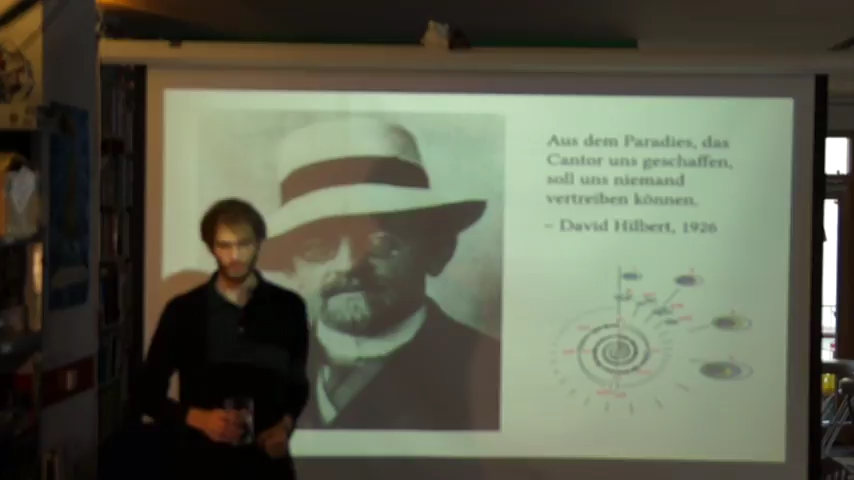 Aus dem Paradies, das
Cantor uns geschaffen,
soll uns niemand
vertreiben können.
– David Hilbert, 1926